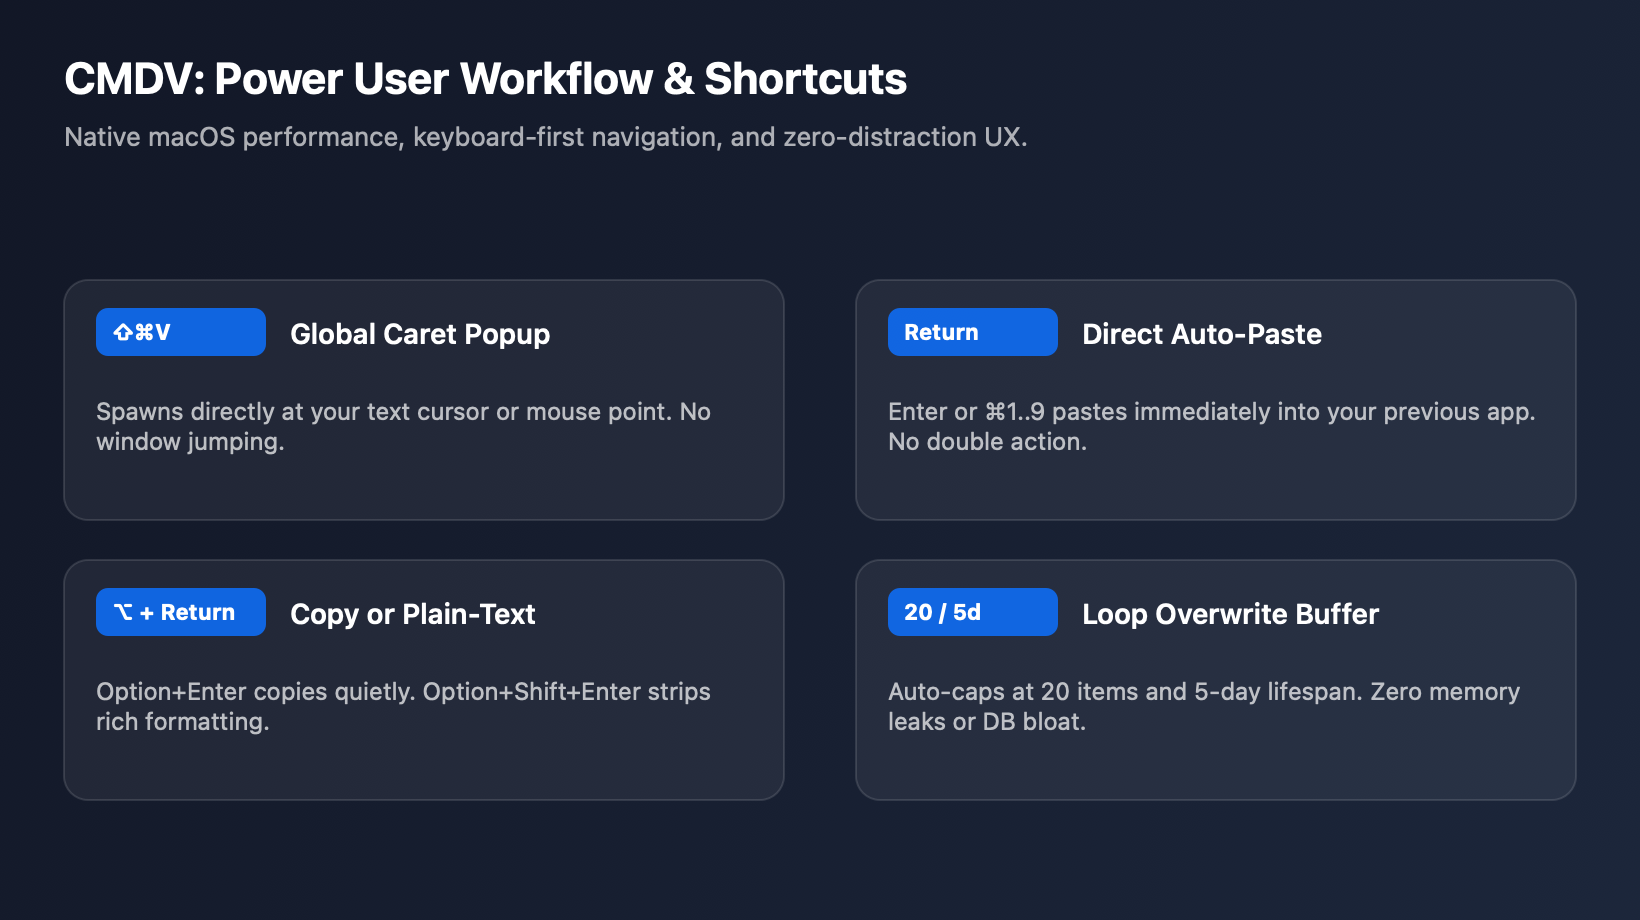 CMDV: Power User Workflow & Shortcuts
Native macOS performance, keyboard-first navigation, and zero-distraction UX.
⇧⌘V
Global Caret Popup
Spawns directly at your text cursor or mouse point. No
window jumping.
Return
Direct Auto-Paste
Enter or ⌘1..9 pastes immediately into your previous app.
No double action.
⌥ + Return
Copy or Plain-Text
Option+Enter copies quietly. Option+Shift+Enter strips
rich formatting.
20 / 5d
Loop Overwrite Buffer
Auto-caps at 20 items and 5-day lifespan. Zero memory
leaks or DB bloat.